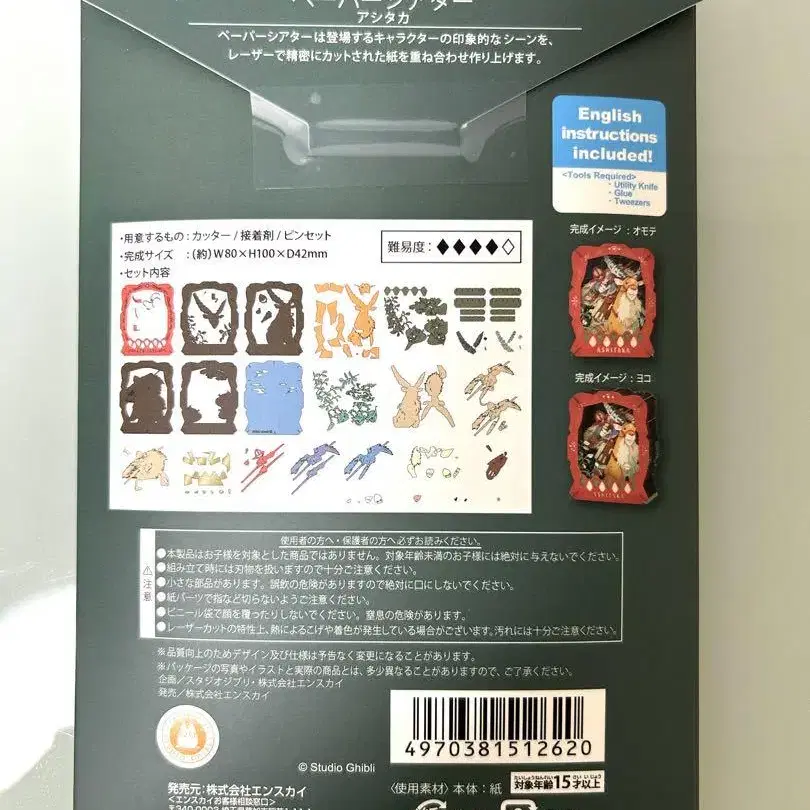 ペーパーシアター
アシタカ
ペーパーシアターは登場するキャラクターの印象的なシーンを、
レーザーで精密にカットされた紙を重ね合わせ作り上げます。
English
instructions
included!
<Tools Required>
・Utility Knife
・Glue
・Tweezers
・用意するもの：カッター / 接着剤 / ピンセット
・完成サイズ ：(約) W80×H100×D42mm
・セット内容
難易度：♦♦♦♦♢
完成イメージ：オモテ
ASHITAKA
完成イメージ：ヨコ
ASHITAKA
使用者の方へ・保護者の方へ必ずお読みください。
⚠注意
●本製品はお子様を対象とした商品ではありません。対象年齢未満のお子様には絶対に与えないでください。
●組み立て時には刃物を扱いますので十分ご注意ください。
●小さな部品があります。誤飲の危険がありますので絶対に口にしないでください。
●紙パーツで指など切らないようご注意ください。
●ビニール袋で顔を覆ったりしないでください。窒息の危険があります。
●レーザーカットの特性上、熱によるこげや着色が発生している場合がございます。汚れには十分ご注意ください。
※品質向上のためデザイン及び仕様は予告なく変更になることがあります。
※パッケージの写真やイラストと実際の商品とは、多少異なることがありますので、ご了承ください。
企画／スタジオジブリ・株式会社エンスカイ
発売／株式会社エンスカイ
4970381512620
© Studio Ghibli
発売元：株式会社エンスカイ
〈エンスカイお客様相談窓口〉
〈使用素材〉本体：紙
たいしょうねんれい さい いじょう
対象年齢15才以上